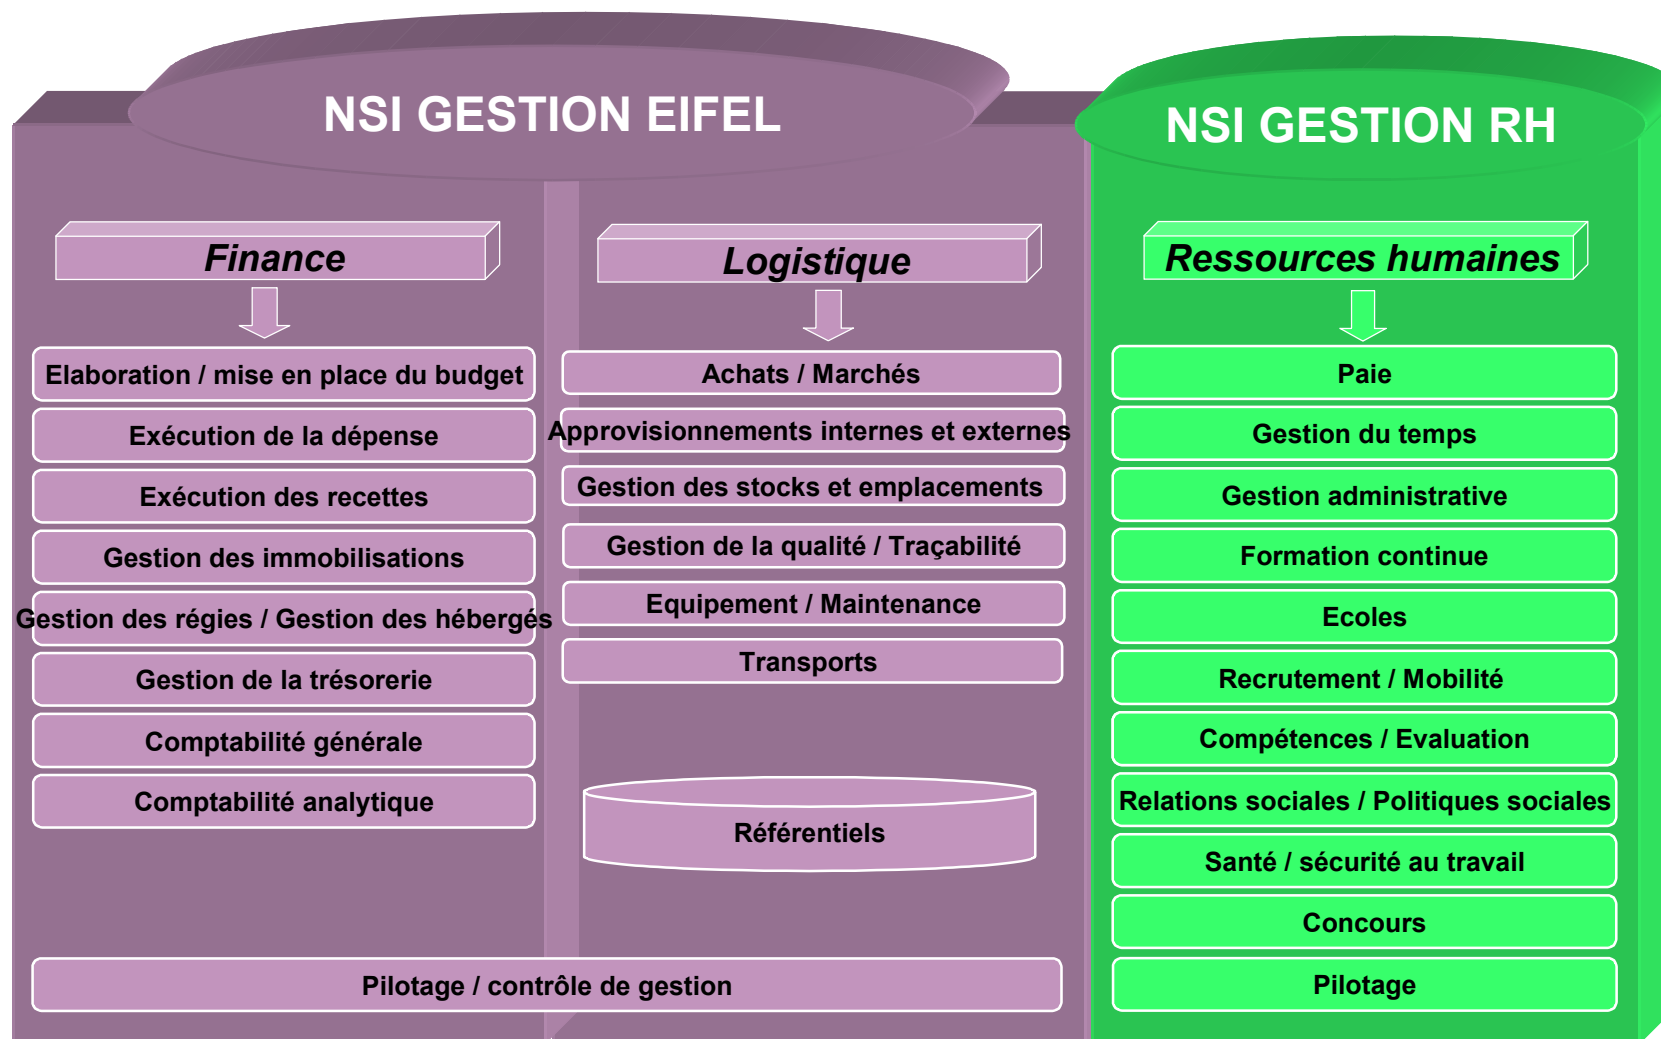 NSI GESTION EIFEL
NSI GESTION RH
Finance
Elaboration / mise en place du budget
Exécution de la dépense
Exécution des recettes
Gestion des immobilisations
Gestion des régies / Gestion des hébergés
Gestion de la trésorerie
Comptabilité générale
Comptabilité analytique
Logistique
Achats / Marchés
Approvisionnements internes et externes
Gestion des stocks et emplacements
Gestion de la qualité / Traçabilité
Equipement / Maintenance
Transports
Référentiels
Pilotage / contrôle de gestion
Ressources humaines
Paie
Gestion du temps
Gestion administrative
Formation continue
Ecoles
Recrutement / Mobilité
Compétences / Evaluation
Relations sociales / Politiques sociales
Santé / sécurité au travail
Concours
Pilotage